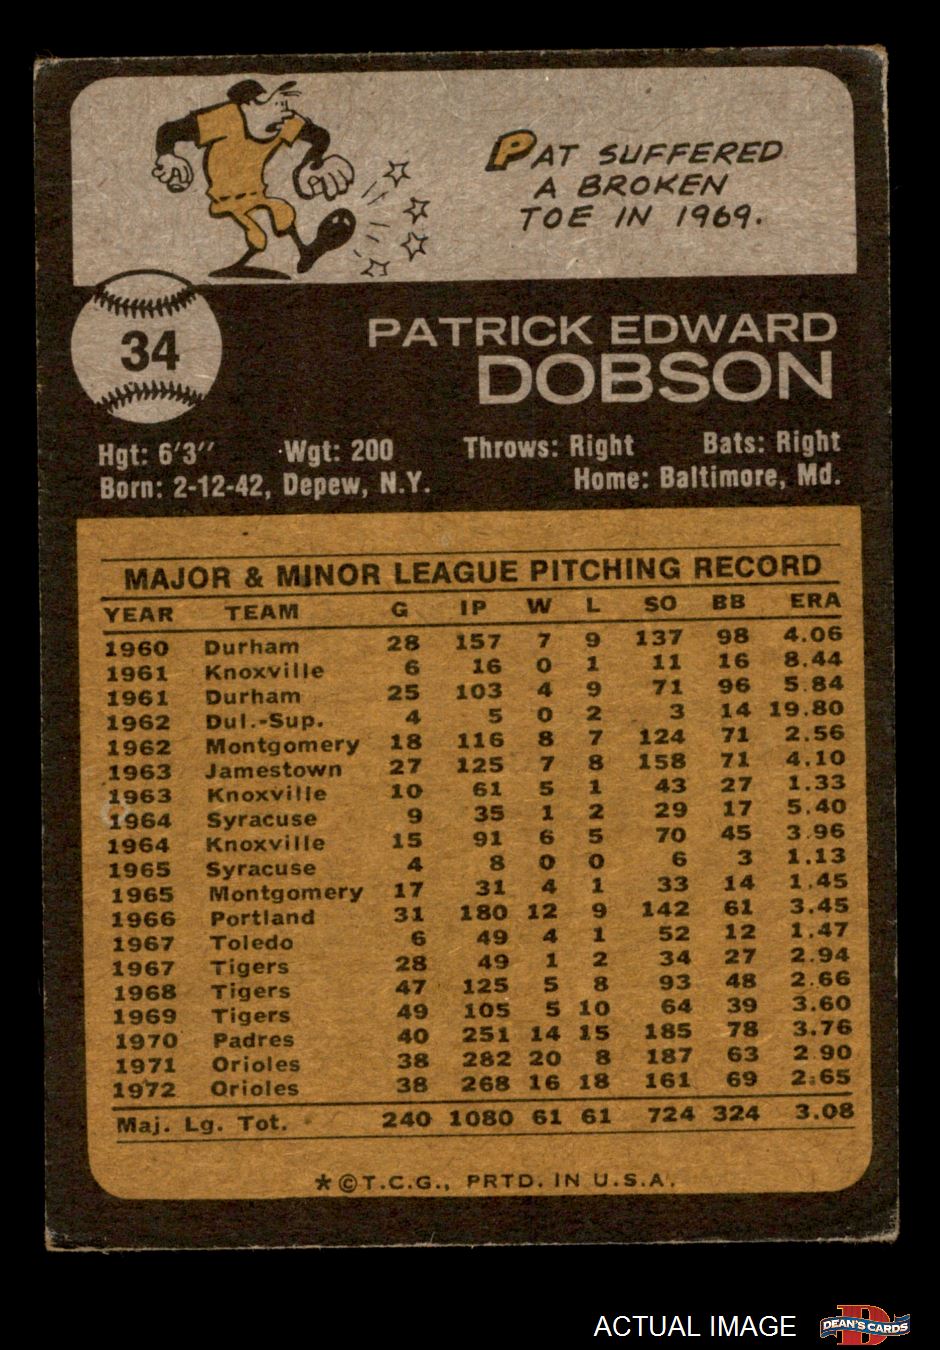 PAT SUFFERED
A BROKEN
TOE IN 1969.
34
PATRICK EDWARD
DOBSON
Hgt: 6'3" Wgt: 200 Throws: Right Bats: Right
Born: 2-12-42, Depew, N.Y. Home: Baltimore, Md.
MAJOR & MINOR LEAGUE PITCHING RECORD
YEAR TEAM G IP W L SO BB ERA
1960 Durham 28 157 7 9 137 98 4.06
1961 Knoxville 6 16 0 1 11 16 8.44
1961 Durham 25 103 4 9 71 96 5.84
1962 Dul.-Sup. 4 5 0 2 3 14 19.80
1962 Montgomery 18 116 8 7 124 71 2.56
1963 Jamestown 27 125 7 8 158 71 4.10
1963 Knoxville 10 61 5 1 43 27 1.33
1964 Syracuse 9 35 1 2 29 17 5.40
1964 Knoxville 15 91 6 5 70 45 3.96
1965 Syracuse 4 8 0 0 6 3 1.13
1965 Montgomery 17 31 4 1 33 14 1.45
1966 Portland 31 180 12 9 142 61 3.45
1967 Toledo 6 49 4 1 52 12 1.47
1967 Tigers 28 49 1 2 34 27 2.94
1968 Tigers 47 125 5 8 93 48 2.66
1969 Tigers 49 105 5 10 64 39 3.60
1970 Padres 40 251 14 15 185 78 3.76
1971 Orioles 38 282 20 8 187 63 2.90
1972 Orioles 38 268 16 18 161 69 2.65
Maj. Lg. Tot. 240 1080 61 61 724 324 3.08
*©T.C.G., PRTD. IN U.S.A.
ACTUAL IMAGE
DEAN'S CARDS